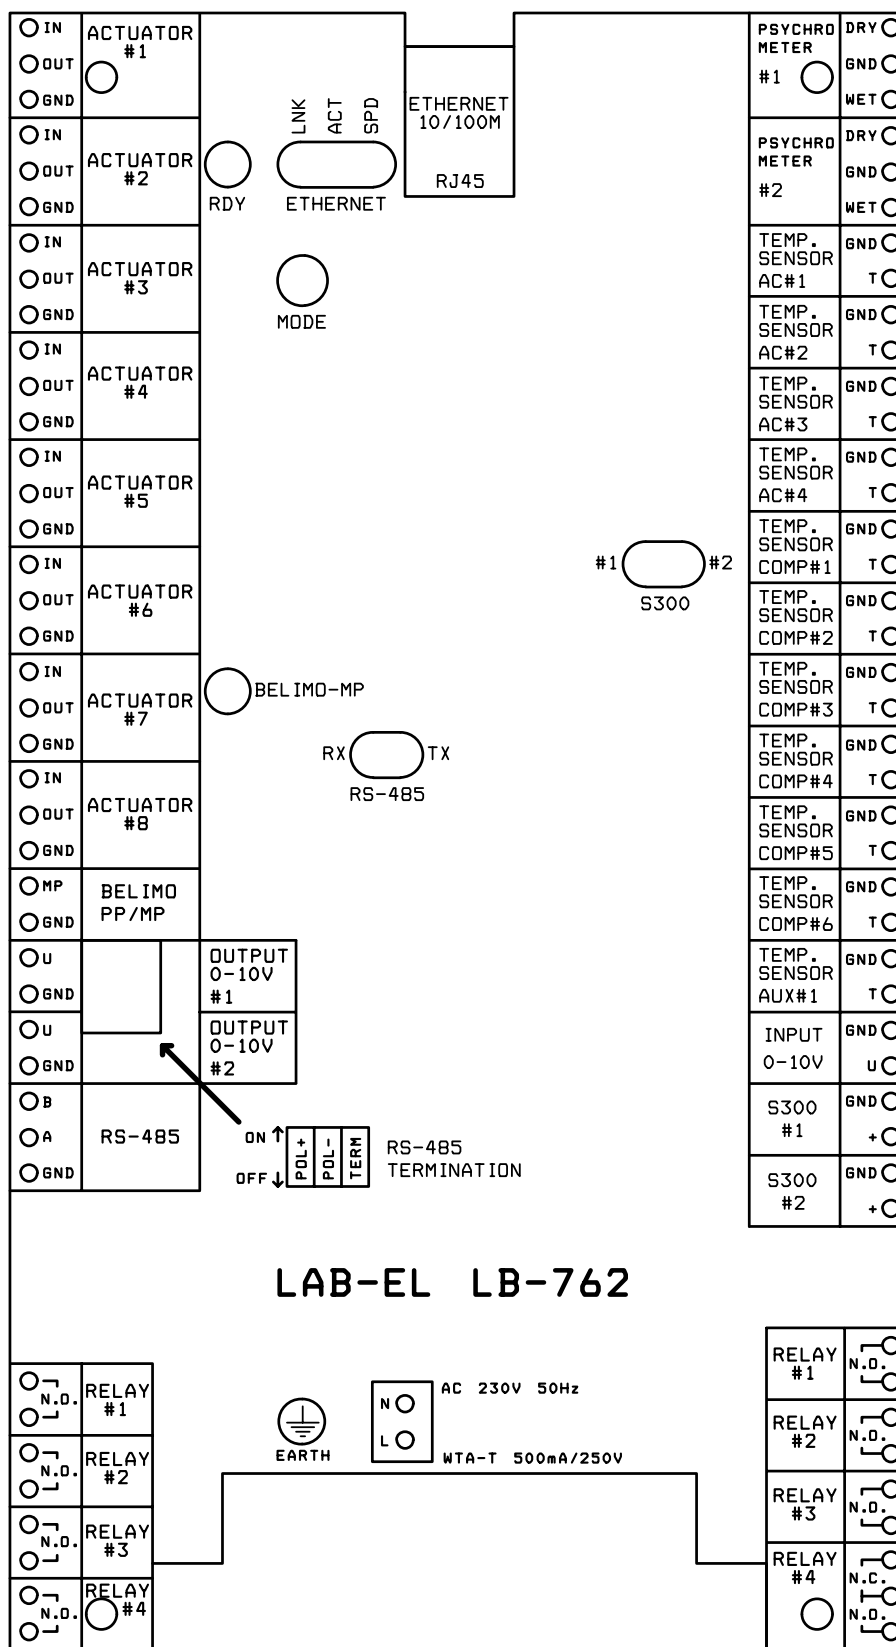 IN
OUT
GND
ACTUATOR
#1
IN
OUT
GND
ACTUATOR
#2
IN
OUT
GND
ACTUATOR
#3
IN
OUT
GND
ACTUATOR
#4
IN
OUT
GND
ACTUATOR
#5
IN
OUT
GND
ACTUATOR
#6
IN
OUT
GND
ACTUATOR
#7
IN
OUT
GND
ACTUATOR
#8
MP
GND
BELIMO
PP/MP
U
GND
OUTPUT
0-10V
#1
U
GND
OUTPUT
0-10V
#2
B
A
GND
RS-485
LNK
ACT
SPD
RDY
ETHERNET
ETHERNET
10/100M
RJ45
MODE
#1
#2
S300
BELIMO-MP
RX
TX
RS-485
ON
OFF
POL+
POL-
TERM
RS-485
TERMINATION
PSYCHRO
METER
#1
DRY
GND
WET
PSYCHRO
METER
#2
DRY
GND
WET
TEMP.
SENSOR
AC#1
GND
T
TEMP.
SENSOR
AC#2
GND
T
TEMP.
SENSOR
AC#3
GND
T
TEMP.
SENSOR
AC#4
GND
T
TEMP.
SENSOR
COMP#1
GND
T
TEMP.
SENSOR
COMP#2
GND
T
TEMP.
SENSOR
COMP#3
GND
T
TEMP.
SENSOR
COMP#4
GND
T
TEMP.
SENSOR
COMP#5
GND
T
TEMP.
SENSOR
COMP#6
GND
T
TEMP.
SENSOR
AUX#1
GND
T
INPUT
0-10V
GND
U
S300
#1
GND
+
S300
#2
GND
+
LAB-EL LB-762
N.O.
RELAY
#1
N.O.
RELAY
#2
N.O.
RELAY
#3
N.O.
RELAY
#4
EARTH
N
L
AC 230V 50Hz
WTA-T 500mA/250V
RELAY
#1
N.O.
RELAY
#2
N.O.
RELAY
#3
N.O.
RELAY
#4
N.C.
N.O.